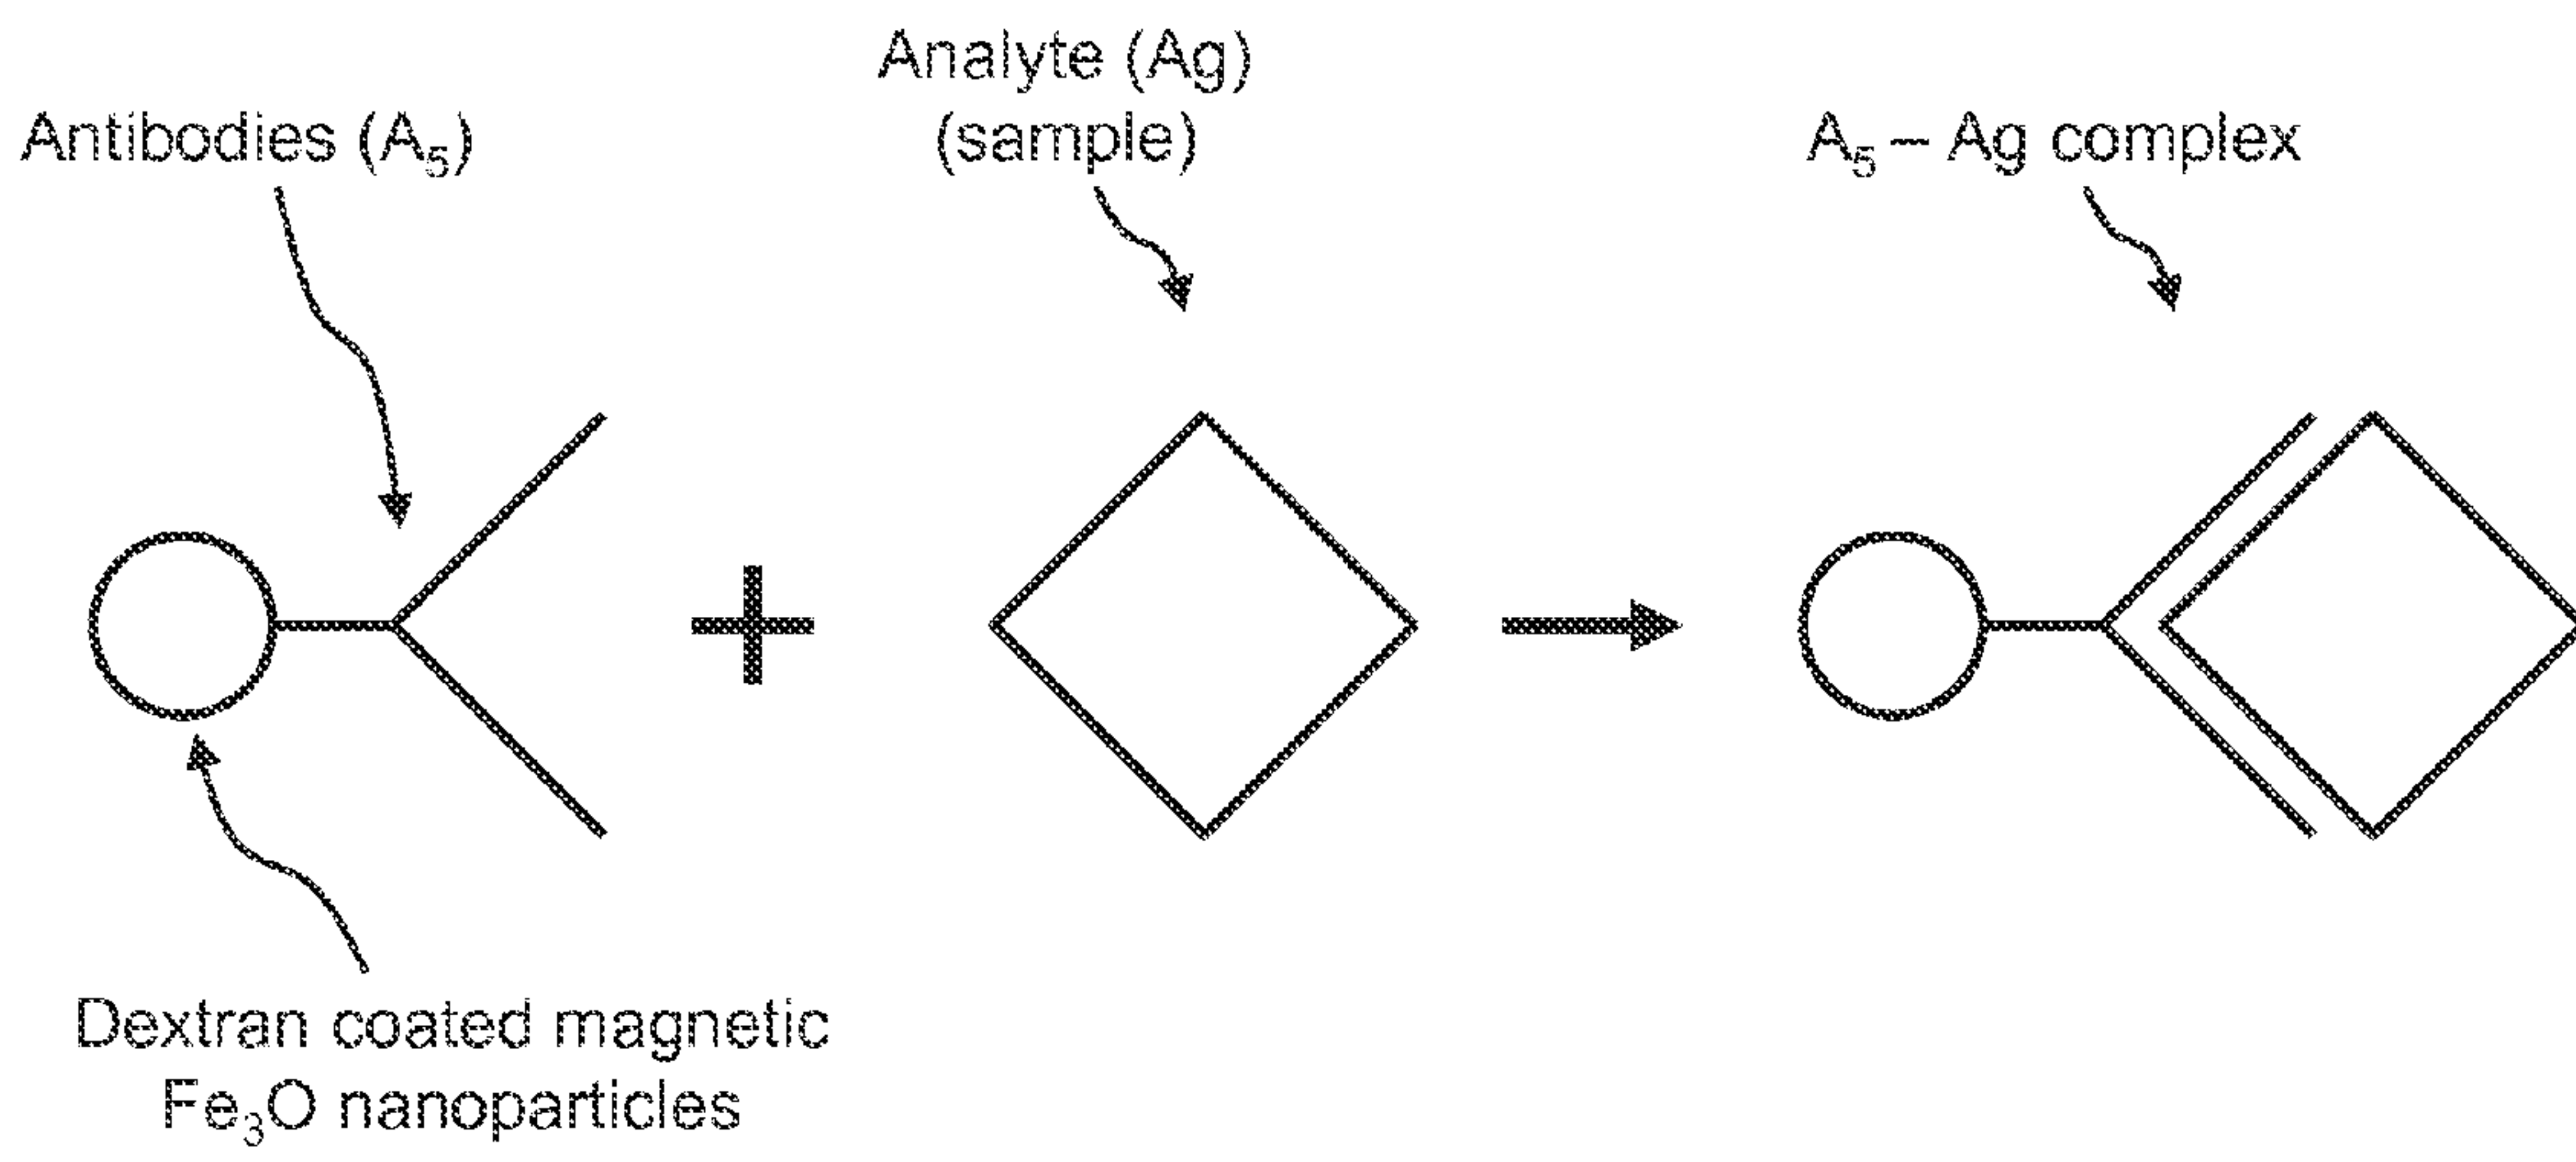 Analyte (Ag)
(sample)
Antibodies (A₅)
A₅ – Ag complex
Dextran coated magnetic
Fe₃O nanoparticles